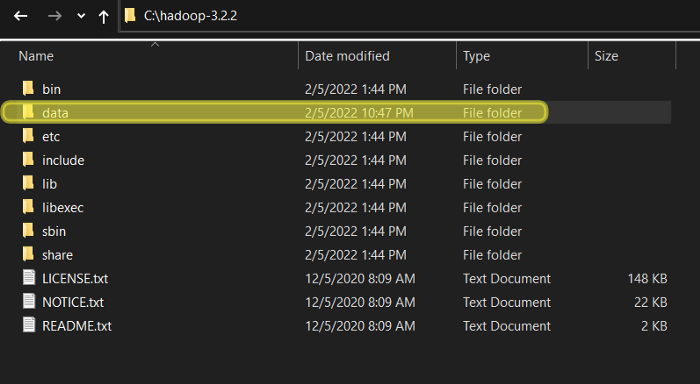 C:\hadoop-3.2.2
Name Date modified Type Size
bin 2/5/2022 1:44 PM File folder
data 2/5/2022 10:47 PM File folder
etc 2/5/2022 1:44 PM File folder
include 2/5/2022 1:44 PM File folder
lib 2/5/2022 1:44 PM File folder
libexec 2/5/2022 1:44 PM File folder
sbin 2/5/2022 1:44 PM File folder
share 2/5/2022 1:44 PM File folder
LICENSE.txt 12/5/2020 8:09 AM Text Document 148 KB
NOTICE.txt 12/5/2020 8:09 AM Text Document 22 KB
README.txt 12/5/2020 8:09 AM Text Document 2 KB